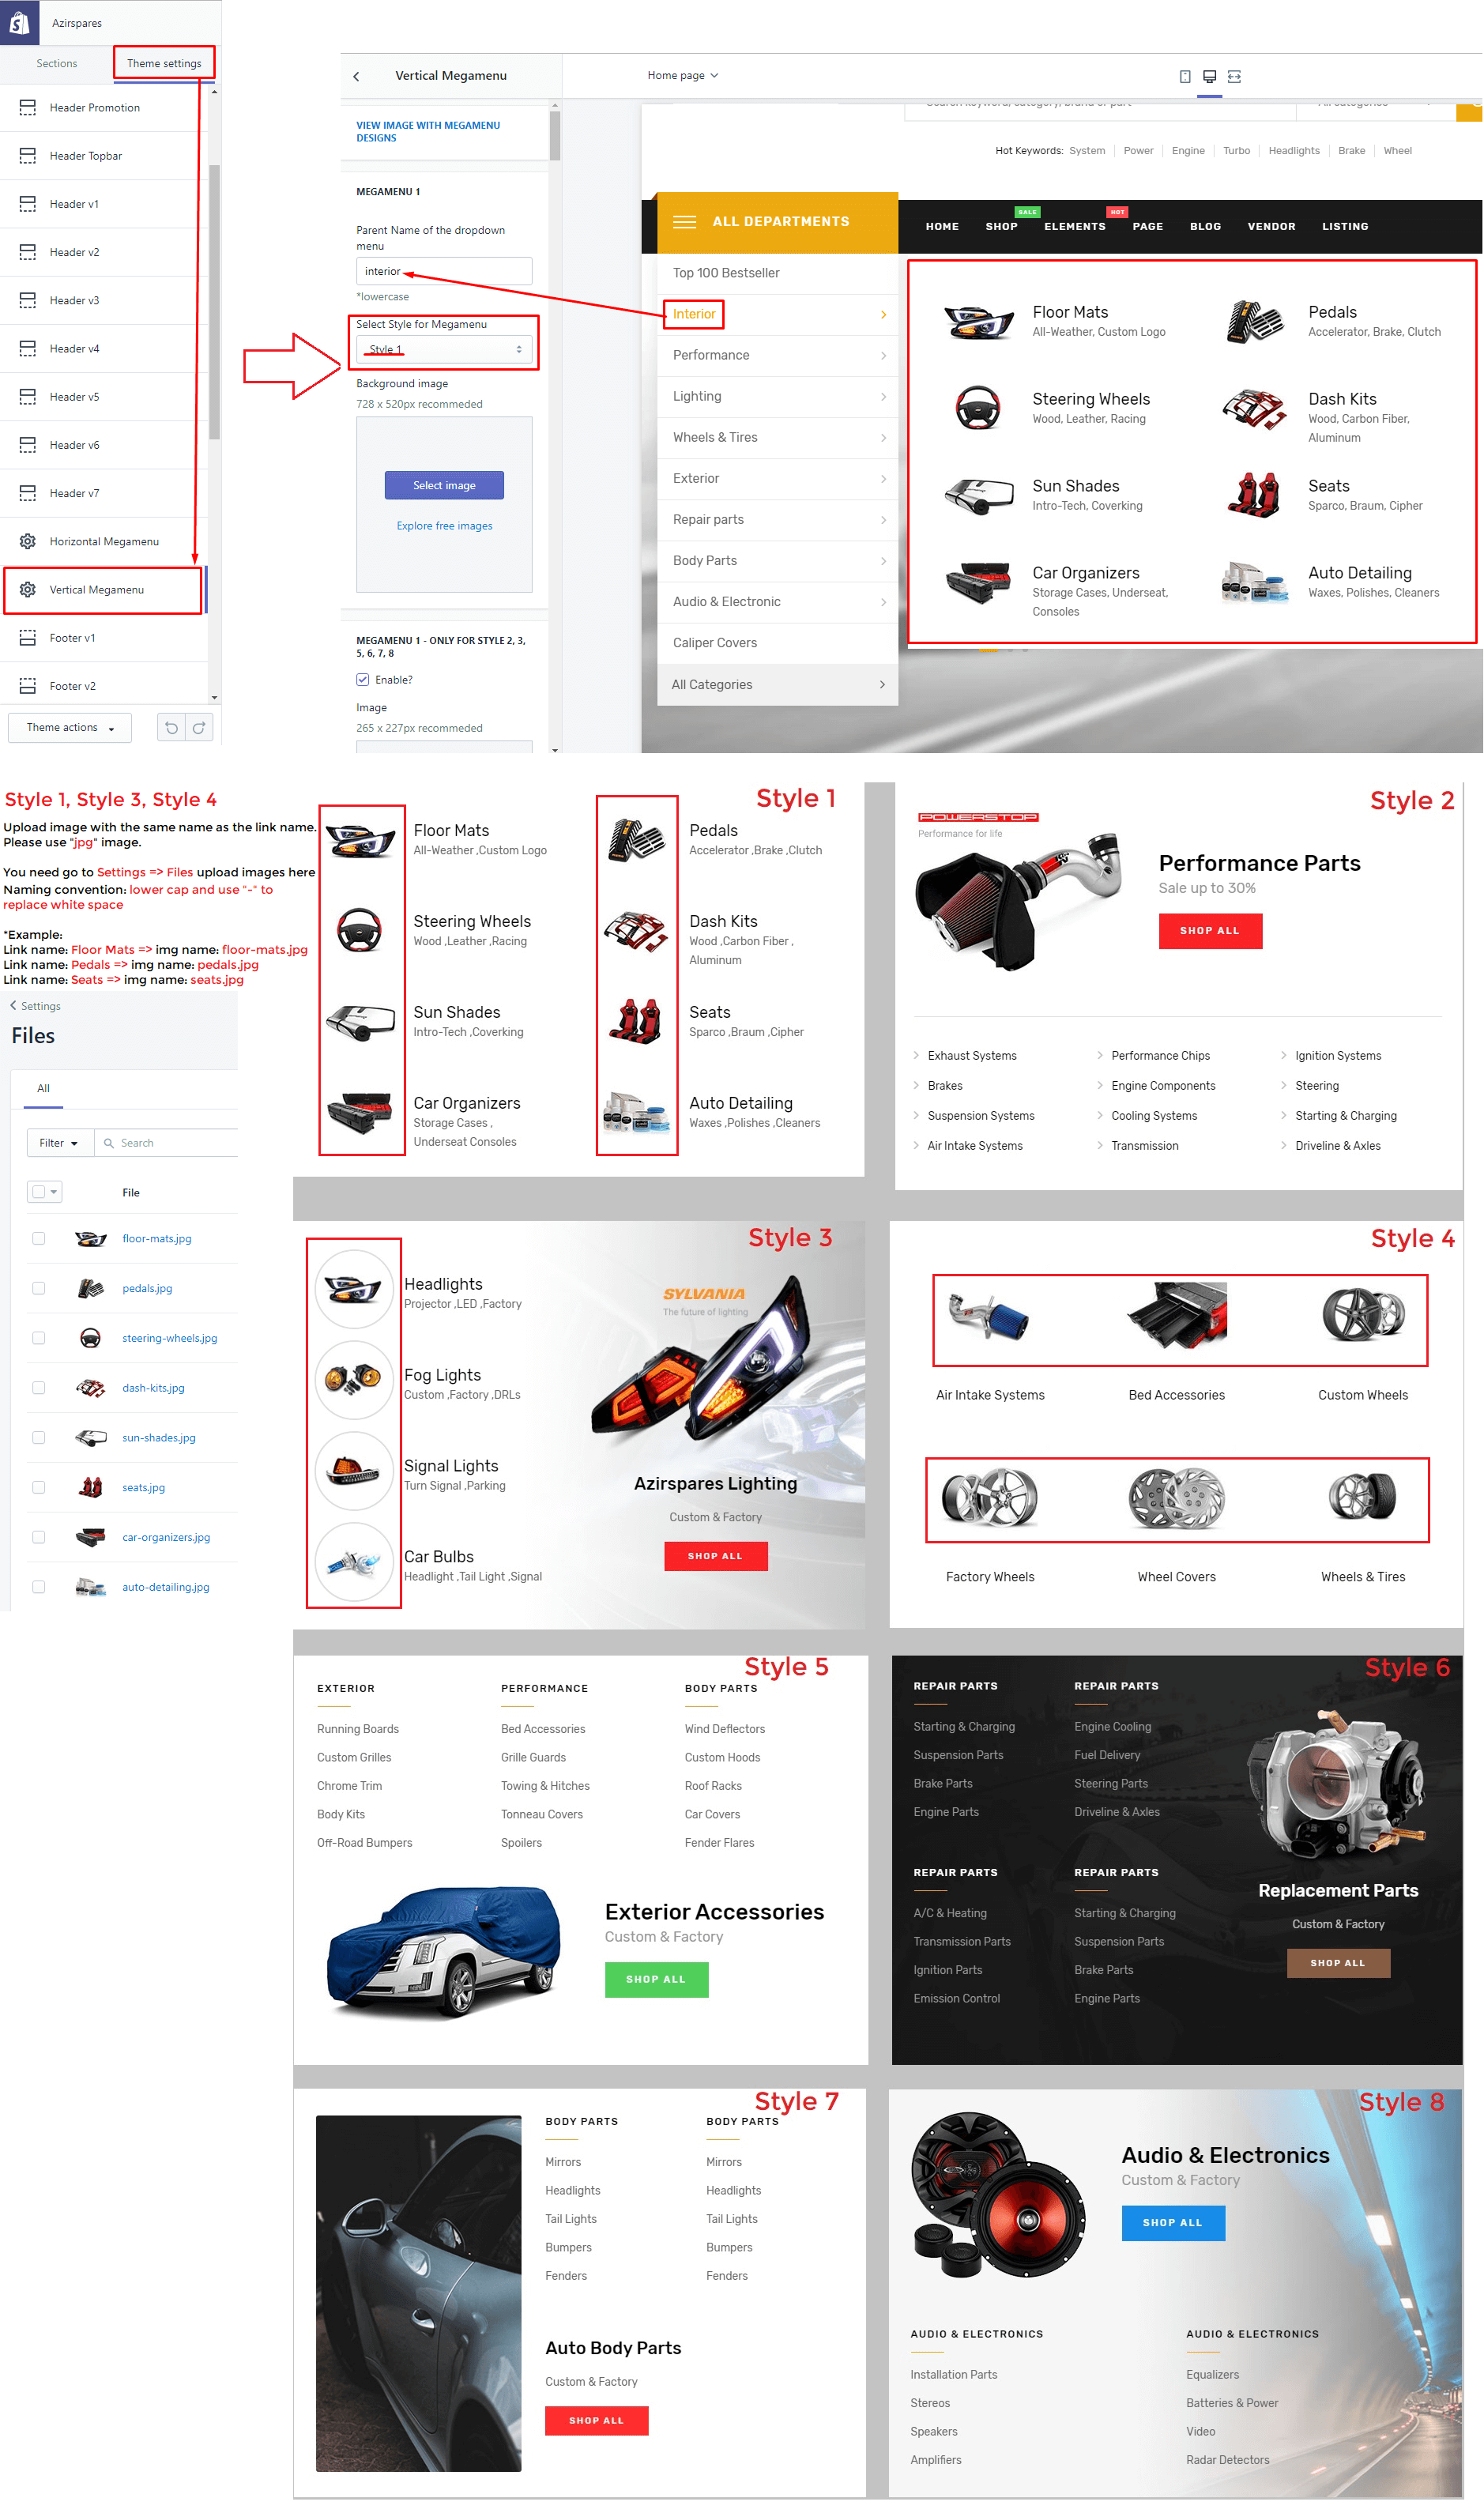 Azirspares
Sections
Theme settings
Header Promotion
Header Topbar
Header v1
Header v2
Header v3
Header v4
Header v5
Header v6
Header v7
Horizontal Megamenu
Vertical Megamenu
Footer v1
Footer v2
Theme actions
Vertical Megamenu
VIEW IMAGE WITH MEGAMENU
DESIGNS
MEGAMENU 1
Parent Name of the dropdown
menu
interior
*lowercase
Select Style for Megamenu
Style 1
Background image
728 x 520px recommeded
Select image
Explore free images
MEGAMENU 1 - ONLY FOR STYLE 2, 3,
5, 6, 7, 8
Enable?
Image
265 x 227px recommeded
Home page
Search keyword, category, brand or part
All Categories
Hot Keywords: System Power Engine Turbo Headlights Brake Wheel
ALL DEPARTMENTS
SALE
HOT
HOME SHOP ELEMENTS PAGE BLOG VENDOR LISTING
Top 100 Bestseller
Interior
Performance
Lighting
Wheels & Tires
Exterior
Repair parts
Body Parts
Audio & Electronic
Caliper Covers
All Categories
Floor Mats
All-Weather, Custom Logo
Pedals
Accelerator, Brake, Clutch
Steering Wheels
Wood, Leather, Racing
Dash Kits
Wood, Carbon Fiber,
Aluminum
Sun Shades
Intro-Tech, Coverking
Seats
Sparco, Braum, Cipher
Car Organizers
Storage Cases, Underseat,
Consoles
Auto Detailing
Waxes, Polishes, Cleaners
Style 1, Style 3, Style 4
Upload image with the same name as the link name.
Please use "jpg" image.
You need go to Settings => Files upload images here
Naming convention: lower cap and use "-" to
replace white space
*Example:
Link name: Floor Mats => img name: floor-mats.jpg
Link name: Pedals => img name: pedals.jpg
Link name: Seats => img name: seats.jpg
Settings
Files
All
Filter
Search
File
floor-mats.jpg
pedals.jpg
steering-wheels.jpg
dash-kits.jpg
sun-shades.jpg
seats.jpg
car-organizers.jpg
auto-detailing.jpg
Style 1
Floor Mats
All-Weather ,Custom Logo
Pedals
Accelerator ,Brake ,Clutch
Steering Wheels
Wood ,Leather ,Racing
Dash Kits
Wood ,Carbon Fiber ,
Aluminum
Sun Shades
Intro-Tech ,Coverking
Seats
Sparco ,Braum ,Cipher
Car Organizers
Storage Cases ,
Underseat Consoles
Auto Detailing
Waxes ,Polishes ,Cleaners
Style 2
POWERSTOP
Performance for life
Performance Parts
Sale up to 30%
SHOP ALL
Exhaust Systems
Performance Chips
Ignition Systems
Brakes
Engine Components
Steering
Suspension Systems
Cooling Systems
Starting & Charging
Air Intake Systems
Transmission
Driveline & Axles
Style 3
Headlights
Projector ,LED ,Factory
Fog Lights
Custom ,Factory ,DRLs
Signal Lights
Turn Signal ,Parking
Car Bulbs
Headlight ,Tail Light ,Signal
SYLVANIA
The future of lighting
Azirspares Lighting
Custom & Factory
SHOP ALL
Style 4
Air Intake Systems
Bed Accessories
Custom Wheels
Factory Wheels
Wheel Covers
Wheels & Tires
Style 5
EXTERIOR
PERFORMANCE
BODY PARTS
Running Boards
Bed Accessories
Wind Deflectors
Custom Grilles
Grille Guards
Custom Hoods
Chrome Trim
Towing & Hitches
Roof Racks
Body Kits
Tonneau Covers
Car Covers
Off-Road Bumpers
Spoilers
Fender Flares
Exterior Accessories
Custom & Factory
SHOP ALL
Style 6
REPAIR PARTS
REPAIR PARTS
Starting & Charging
Engine Cooling
Suspension Parts
Fuel Delivery
Brake Parts
Steering Parts
Engine Parts
Driveline & Axles
REPAIR PARTS
REPAIR PARTS
A/C & Heating
Starting & Charging
Transmission Parts
Suspension Parts
Ignition Parts
Brake Parts
Emission Control
Engine Parts
Replacement Parts
Custom & Factory
SHOP ALL
Style 7
BODY PARTS
BODY PARTS
Mirrors
Mirrors
Headlights
Headlights
Tail Lights
Tail Lights
Bumpers
Bumpers
Fenders
Fenders
Auto Body Parts
Custom & Factory
SHOP ALL
Style 8
Audio & Electronics
Custom & Factory
SHOP ALL
AUDIO & ELECTRONICS
AUDIO & ELECTRONICS
Installation Parts
Equalizers
Stereos
Batteries & Power
Speakers
Video
Amplifiers
Radar Detectors